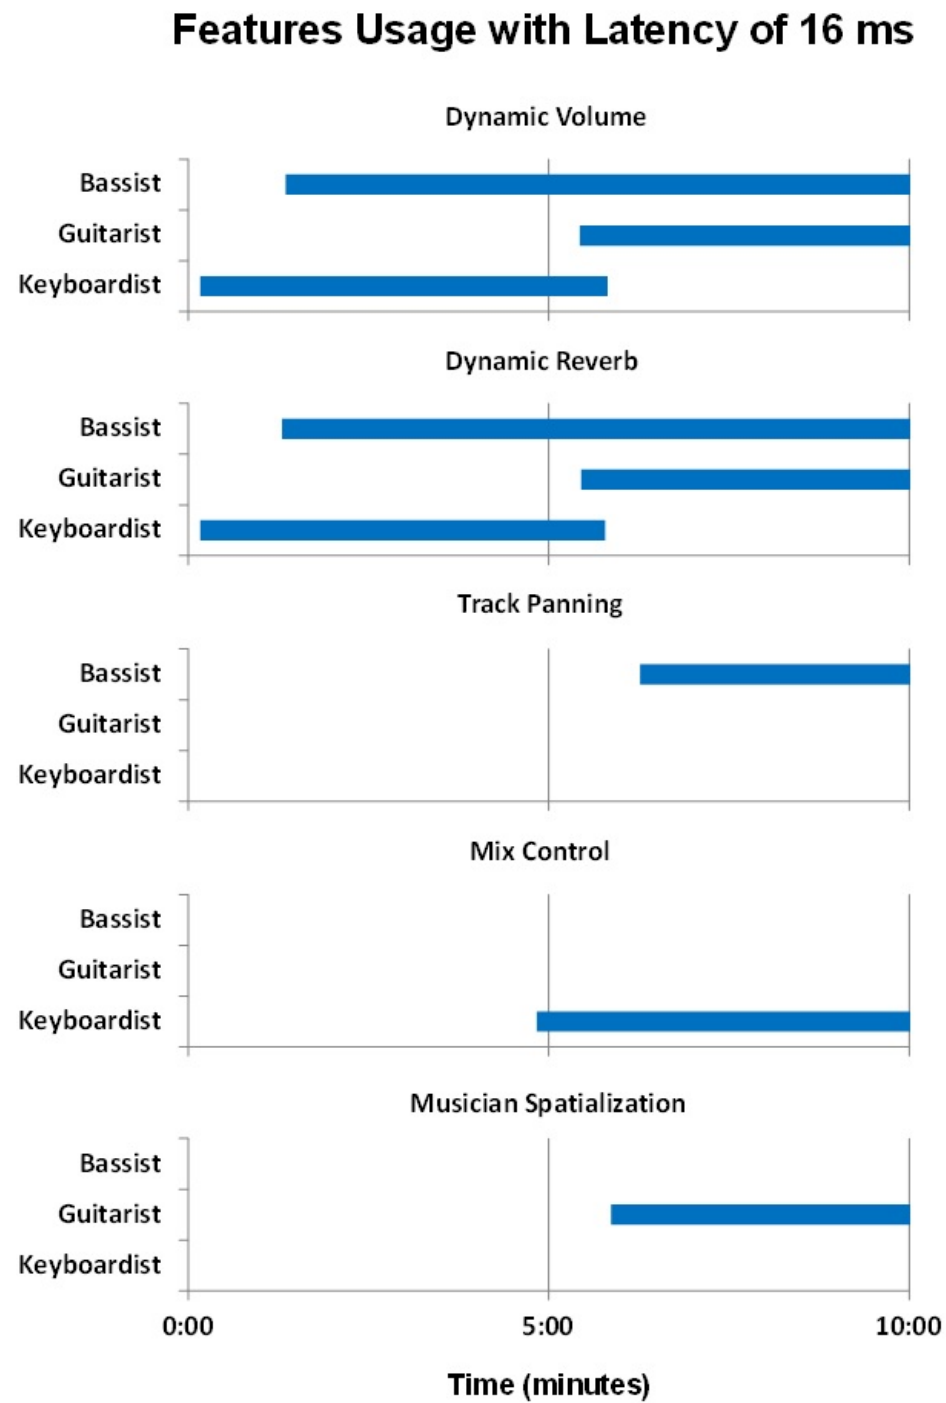 Features Usage with Latency of 16 ms
Dynamic Volume
Bassist
Guitarist
Keyboardist
Dynamic Reverb
Bassist
Guitarist
Keyboardist
Track Panning
Bassist
Guitarist
Keyboardist
Mix Control
Bassist
Guitarist
Keyboardist
Musician Spatialization
Bassist
Guitarist
Keyboardist
0:00 5:00 10:00
Time (minutes)